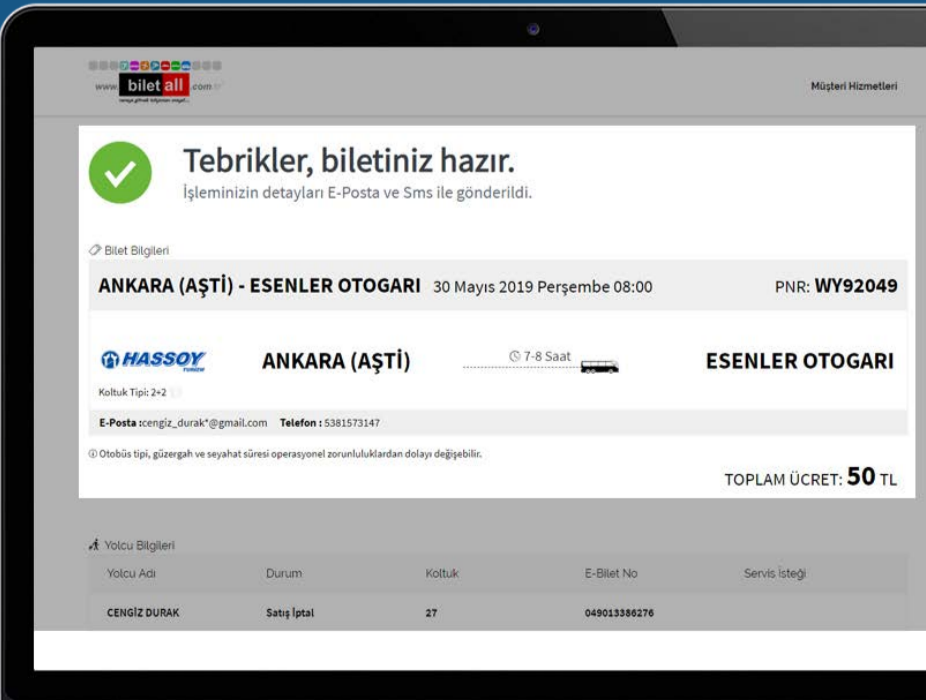 www. biletall .com.tr
Müşteri Hizmetleri
Tebrikler, biletiniz hazır.
İşleminizin detayları E-Posta ve Sms ile gönderildi.
Bilet Bilgileri
ANKARA (AŞTİ) - ESENLER OTOGARI 30 Mayıs 2019 Perşembe 08:00 PNR: WY92049
HASSOY TURİZM ANKARA (AŞTİ) 7-8 Saat ESENLER OTOGARI
Koltuk Tipi: 2+2
E-Posta :cengiz_durak*@gmail.com Telefon : 5381573147
Otobüs tipi, güzergah ve seyahat süresi operasyonel zorunluluklardan dolayı değişebilir.
TOPLAM ÜCRET: 50 TL
Yolcu Bilgileri
Yolcu Adı Durum Koltuk E-Bilet No Servis İsteği
CENGİZ DURAK Satış İptal 27 049013386276